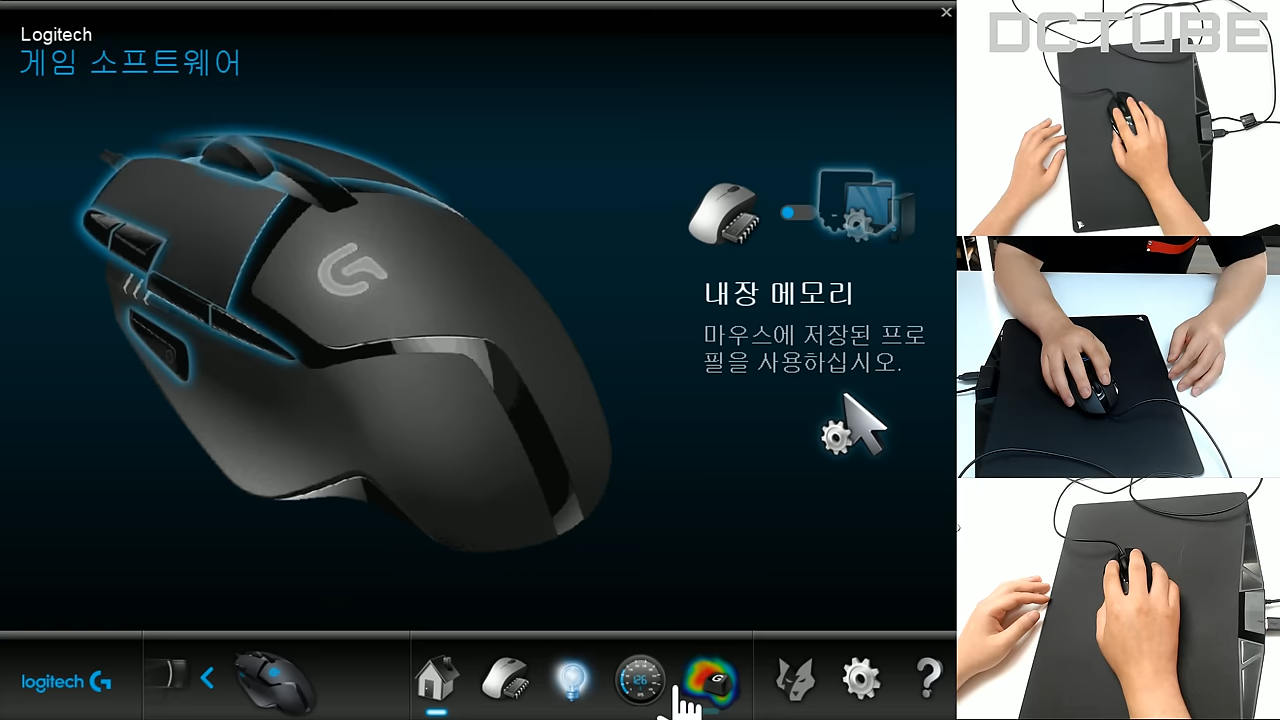 Logitech
게임 소프트웨어
DCTUBE
내장 메모리
마우스에 저장된 프로
필을 사용하십시오.
logitech G
126
?